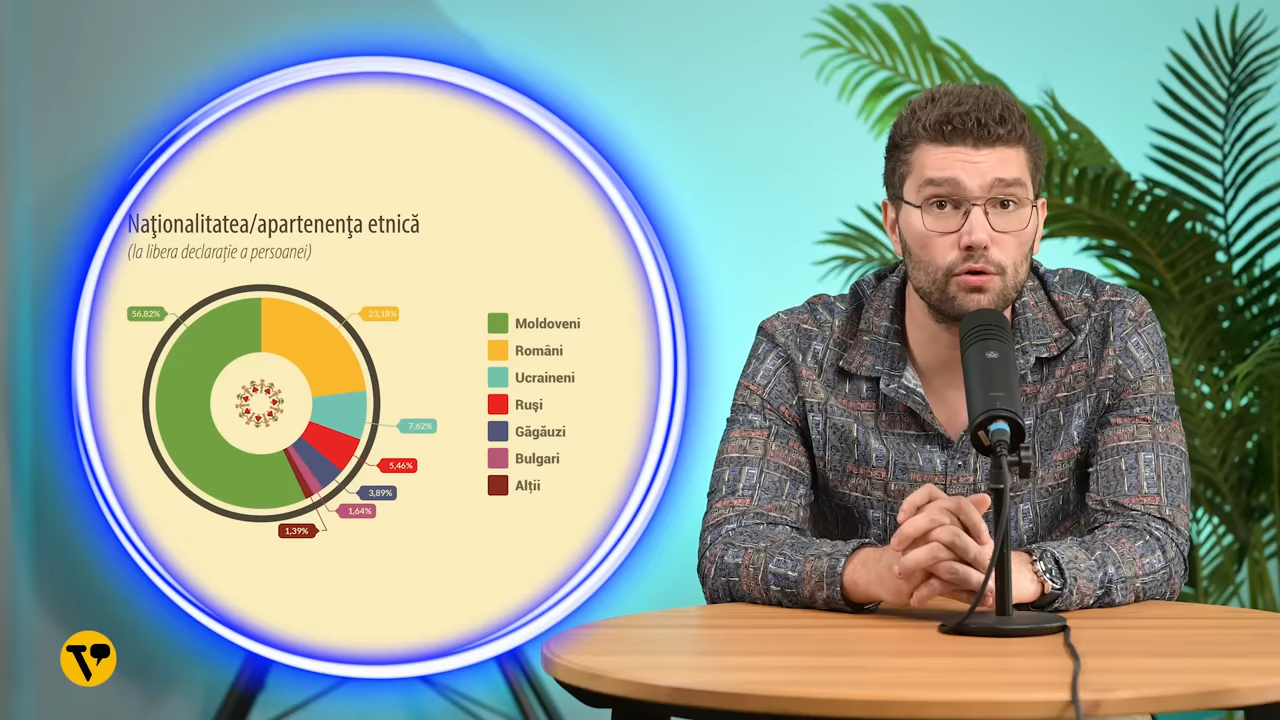 Naţionalitatea/apartenenţa etnică
(la libera declarație a persoanei)
56,82%
23,18%
7,62%
5,46%
3,89%
1,64%
1,39%
Moldoveni
Români
Ucraineni
Ruşi
Găgăuzi
Bulgari
Alții